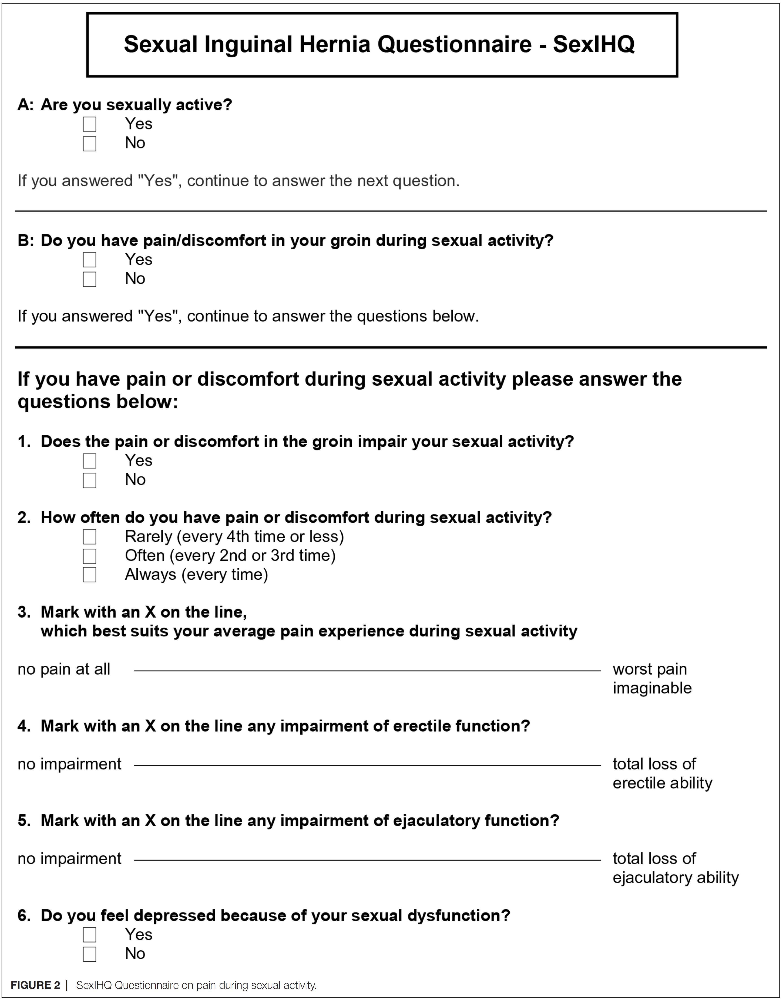 Sexual Inguinal Hernia Questionnaire - SexIHQ
A: Are you sexually active?
Yes
No
If you answered "Yes", continue to answer the next question.
B: Do you have pain/discomfort in your groin during sexual activity?
Yes
No
If you answered "Yes", continue to answer the questions below.
If you have pain or discomfort during sexual activity please answer the
questions below:
1. Does the pain or discomfort in the groin impair your sexual activity?
Yes
No
2. How often do you have pain or discomfort during sexual activity?
Rarely (every 4th time or less)
Often (every 2nd or 3rd time)
Always (every time)
3. Mark with an X on the line,
which best suits your average pain experience during sexual activity
no pain at all worst pain
imaginable
4. Mark with an X on the line any impairment of erectile function?
no impairment total loss of
erectile ability
5. Mark with an X on the line any impairment of ejaculatory function?
no impairment total loss of
ejaculatory ability
6. Do you feel depressed because of your sexual dysfunction?
Yes
No
FIGURE 2 | SexIHQ Questionnaire on pain during sexual activity.